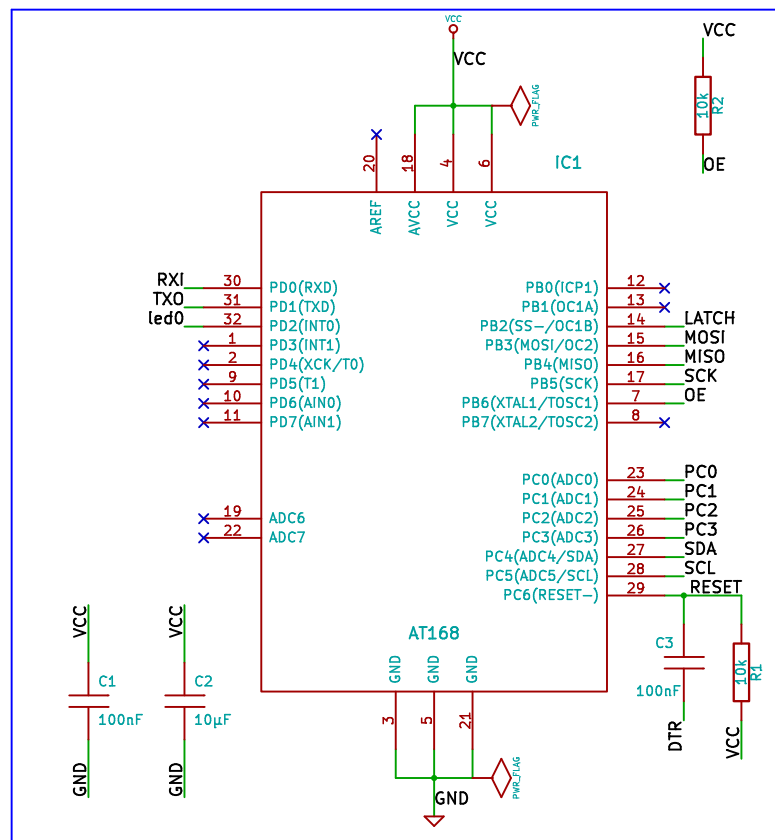 VCC
VCC
PWR_FLAG
VCC
10k
R2
OE
IC1
20
18
4
6
AREF
AVCC
VCC
VCC
RXI
30
PD0(RXD)
TXO
31
PD1(TXD)
led0
32
PD2(INT0)
1
PD3(INT1)
2
PD4(XCK/T0)
9
PD5(T1)
10
PD6(AIN0)
11
PD7(AIN1)
19
ADC6
22
ADC7
PB0(ICP1)
12
PB1(OC1A)
13
PB2(SS-/OC1B)
14
LATCH
PB3(MOSI/OC2)
15
MOSI
PB4(MISO)
16
MISO
PB5(SCK)
17
SCK
PB6(XTAL1/TOSC1)
7
OE
PB7(XTAL2/TOSC2)
8
PC0(ADC0)
23
PC0
PC1(ADC1)
24
PC1
PC2(ADC2)
25
PC2
PC3(ADC3)
26
PC3
PC4(ADC4/SDA)
27
SDA
PC5(ADC5/SCL)
28
SCL
PC6(RESET-)
29
RESET
AT168
GND
GND
GND
3
5
21
GND
PWR_FLAG
VCC
C1
100nF
GND
VCC
C2
10µF
GND
C3
100nF
DTR
10k
R1
VCC